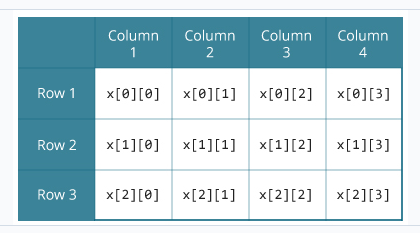 Column Column Column Column
1 2 3 4
Row 1 x[0][0] x[0][1] x[0][2] x[0][3]
Row 2 x[1][0] x[1][1] x[1][2] x[1][3]
Row 3 x[2][0] x[2][1] x[2][2] x[2][3]